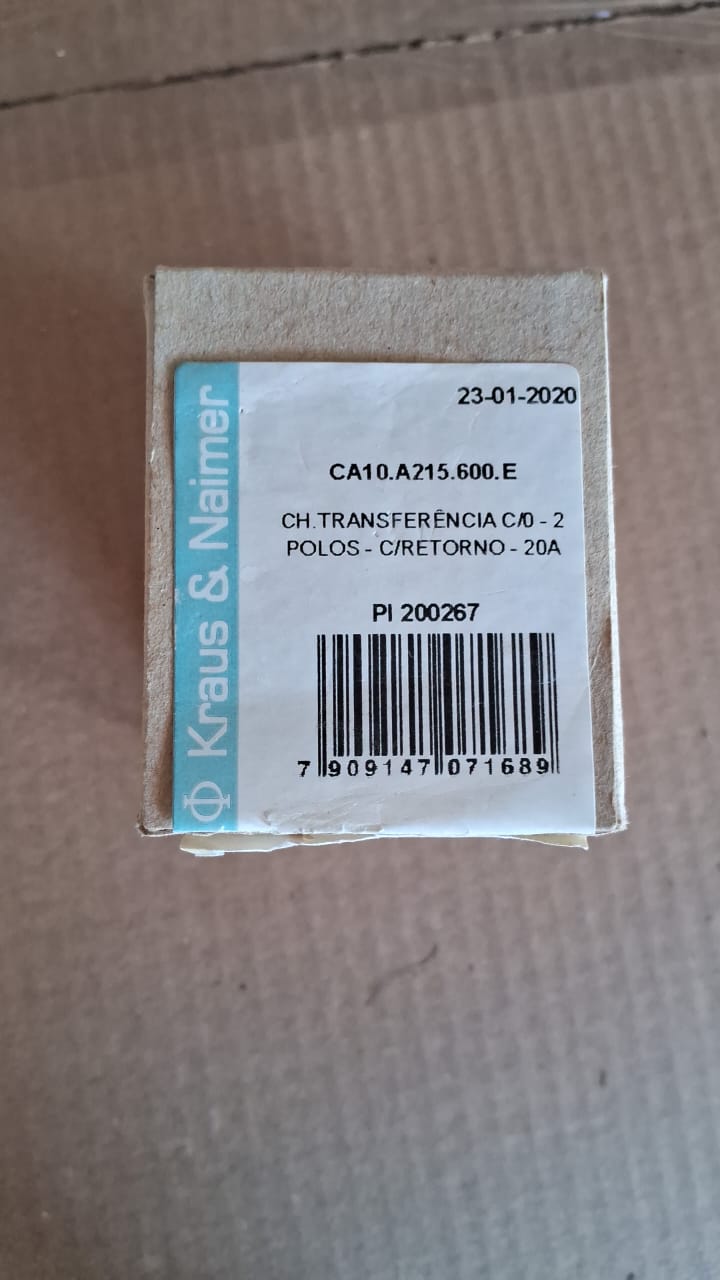 Kraus & Naimer
23-01-2020
CA10.A215.600.E
CH.TRANSFERÊNCIA C/0 - 2
POLOS - C/RETORNO - 20A
PI 200267
7 909147 071689